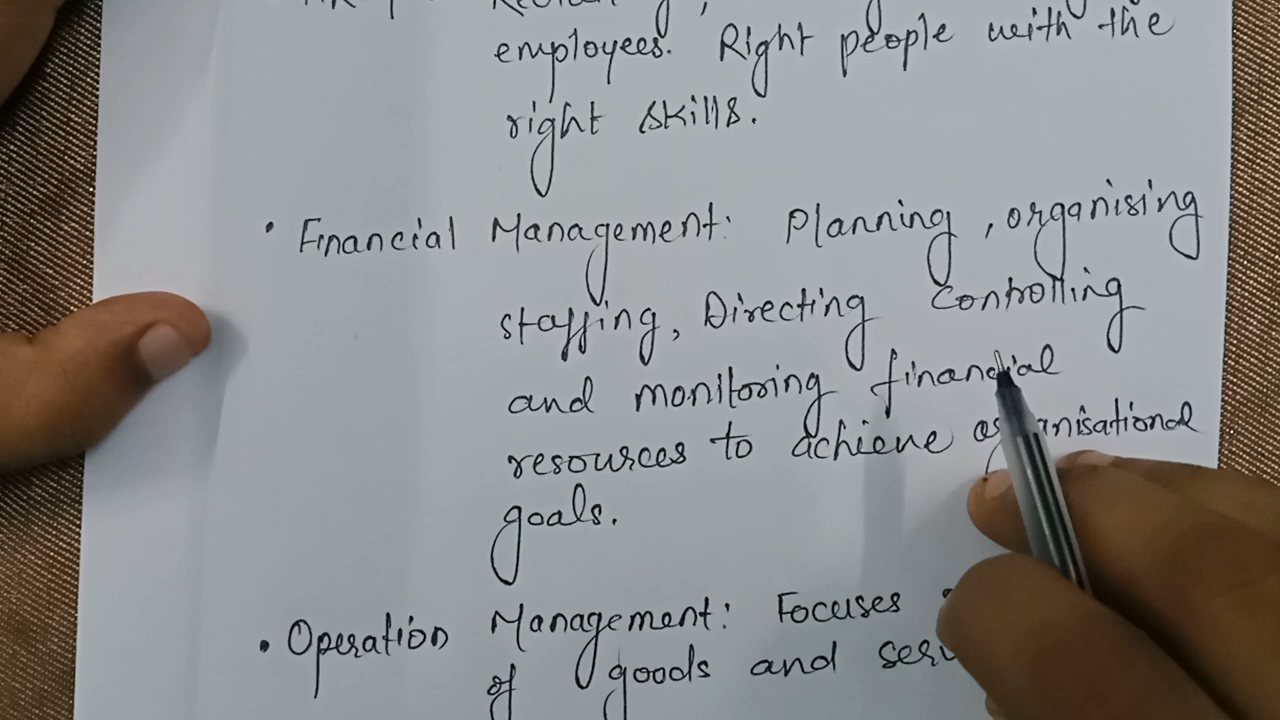 employees. Right people with the
right skills.
• Financial Management: Planning, organising
staffing, Directing Controlling
and monitoring financial
resources to achieve organisational
goals.
• Operation Management: Focuses
of goods and